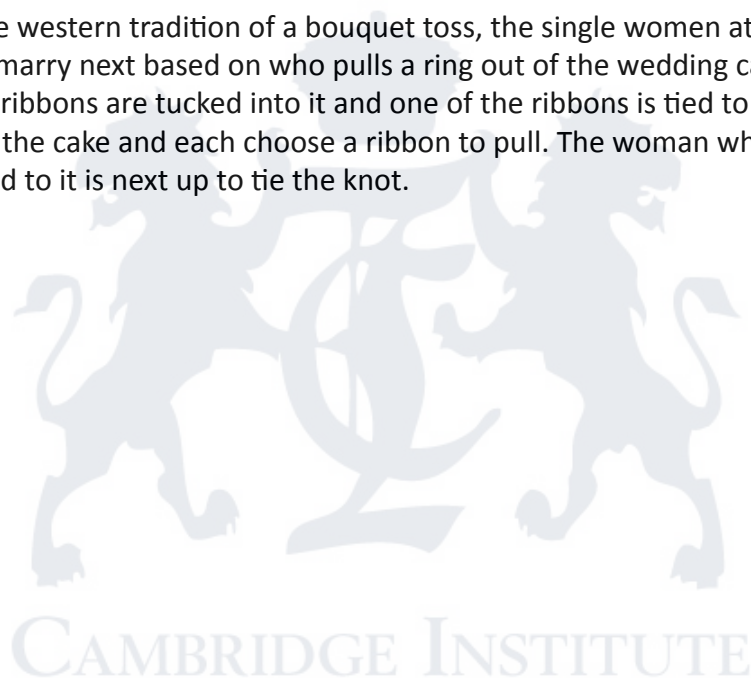 e western tradition of a bouquet toss, the single women at
marry next based on who pulls a ring out of the wedding ca
ribbons are tucked into it and one of the ribbons is tied to
the cake and each choose a ribbon to pull. The woman wh
d to it is next up to tie the knot.
CAMBRIDGE INSTITUTE